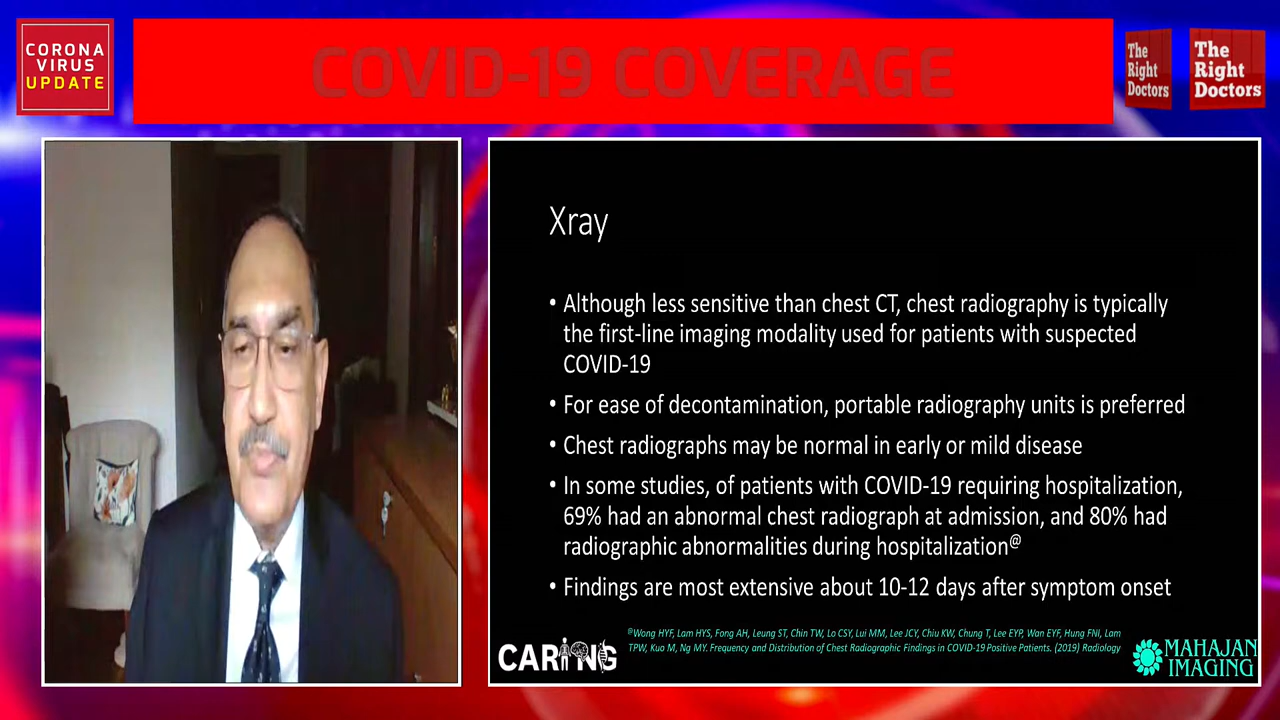 CORONA
VIRUS
UPDATE
COVID-19 COVERAGE
The
Right
Doctors
The
Right
Doctors
Xray
• Although less sensitive than chest CT, chest radiography is typically
the first-line imaging modality used for patients with suspected
COVID-19
• For ease of decontamination, portable radiography units is preferred
• Chest radiographs may be normal in early or mild disease
• In some studies, of patients with COVID-19 requiring hospitalization,
69% had an abnormal chest radiograph at admission, and 80% had
radiographic abnormalities during hospitalization@
• Findings are most extensive about 10-12 days after symptom onset
@Wong HYF, Lam HYS, Fong AH, Leung ST, Chin TW, Lo CSY, Lui MM, Lee JCY, Chiu KW, Chung T, Lee EYP, Wan EYF, Hung FNI, Lam
TPW, Kuo M, Ng MY. Frequency and Distribution of Chest Radiographic Findings in COVID-19 Positive Patients. (2019) Radiology
CARING
MAHAJAN
IMAGING